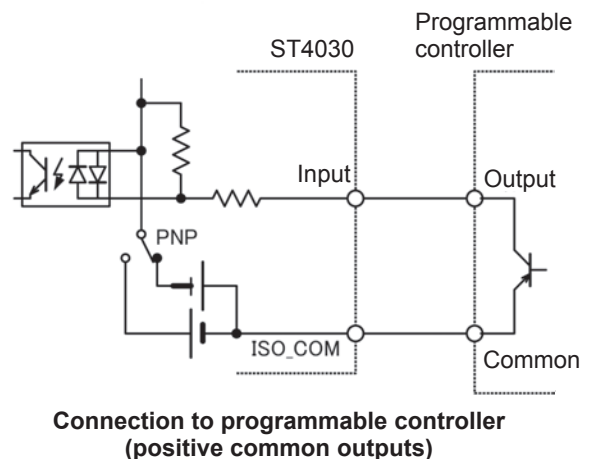 Programmable
controller
ST4030
Input
Output
PNP
ISO_COM
Common
Connection to programmable controller
(positive common outputs)